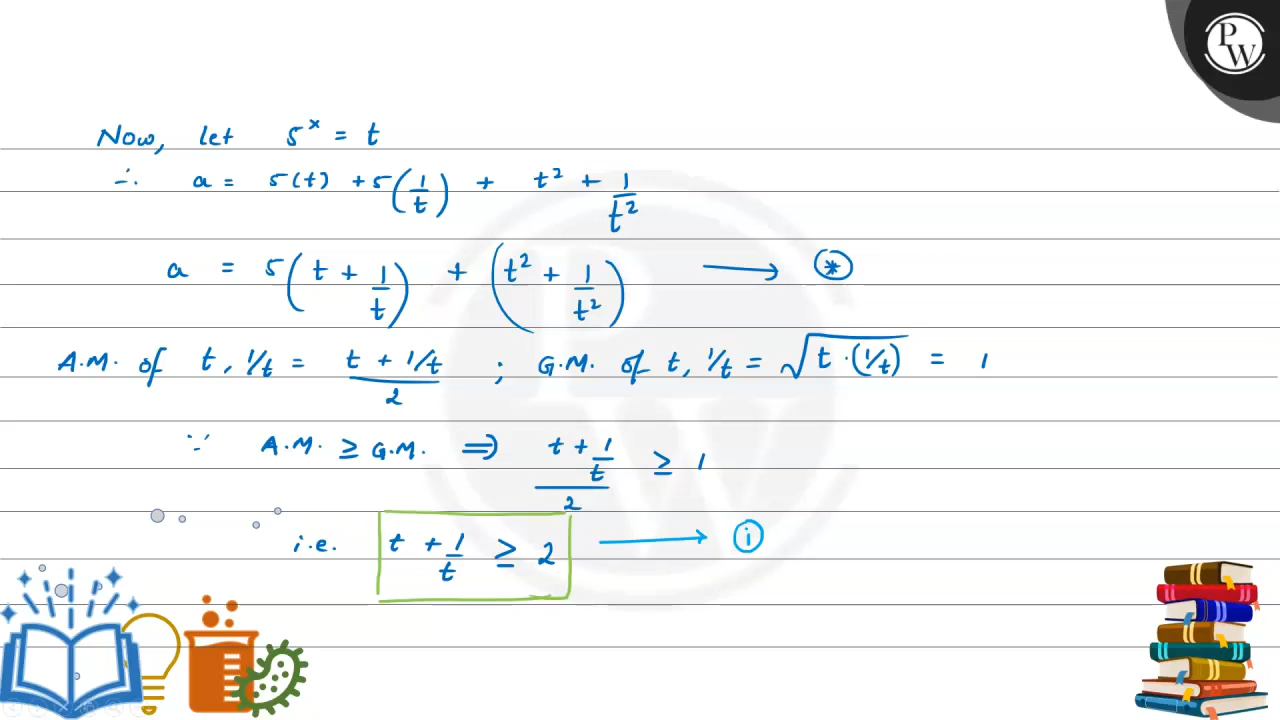 PW
Now, let 5^x = t
∴ a = 5(t) + 5(1/t) + t² + 1/t²
a = 5(t + 1/t) + (t² + 1/t²) → (*)
A.M. of t, 1/t = (t + 1/t)/2 ; G.M. of t, 1/t = √(t·(1/t)) = 1
∵ A.M. ≥ G.M. ⇒ (t + 1/t)/2 ≥ 1
i.e. t + 1/t ≥ 2 → (i)